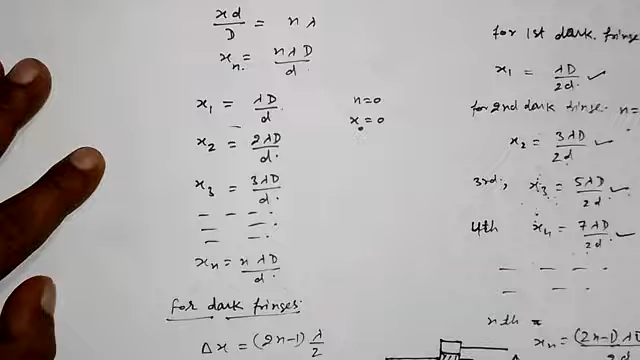 xd/D = nλ
xₙ = nλD/d
x₁ = λD/d.
n=0
x₂ = 2λD/d.
x₀=0
x₃ = 3λD/d.
xₙ = nλD/d
for dark fringes:
Δx = (2n-1) λ/2
for 1st dark. fringe
x₁ = λD/2d. ✓
for 2nd dark fringe. n=
x₂ = 3λD/2d ✓
3rd, x₃ = 5λD/2d ✓
4th x₄ = 7λD/2d ✓
nth
xₙ = (2n-1)λD/2d